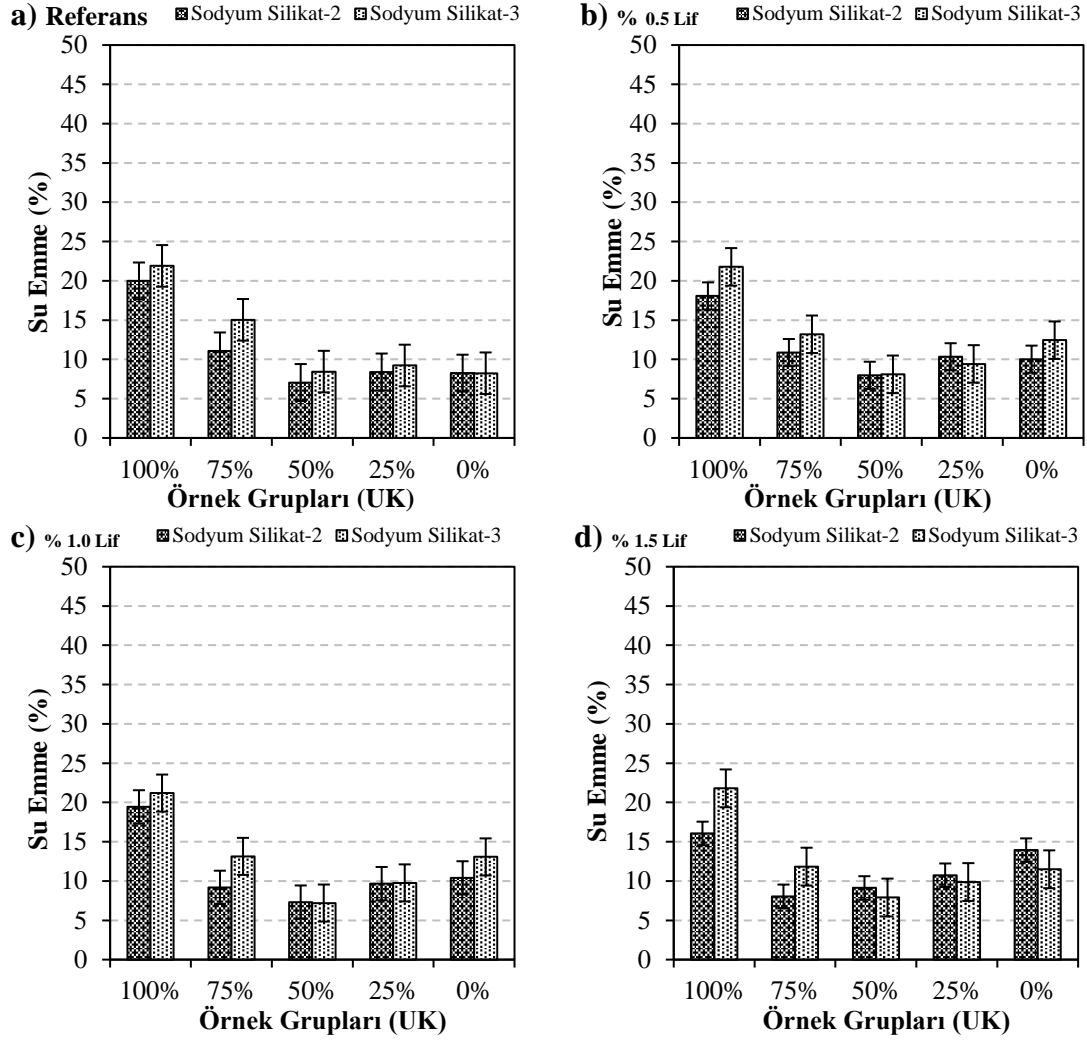 a) Referans
Sodyum Silikat-2 Sodyum Silikat-3
50
45
40
35
30
25
20
15
10
5
0
Su Emme (%)
100% 75% 50% 25% 0%
Örnek Grupları (UK)
b) % 0.5 Lif
Sodyum Silikat-2 Sodyum Silikat-3
50
45
40
35
30
25
20
15
10
5
0
Su Emme (%)
100% 75% 50% 25% 0%
Örnek Grupları (UK)
c) % 1.0 Lif
Sodyum Silikat-2 Sodyum Silikat-3
50
45
40
35
30
25
20
15
10
5
0
Su Emme (%)
100% 75% 50% 25% 0%
Örnek Grupları (UK)
d) % 1.5 Lif
Sodyum Silikat-2 Sodyum Silikat-3
50
45
40
35
30
25
20
15
10
5
0
Su Emme (%)
100% 75% 50% 25% 0%
Örnek Grupları (UK)